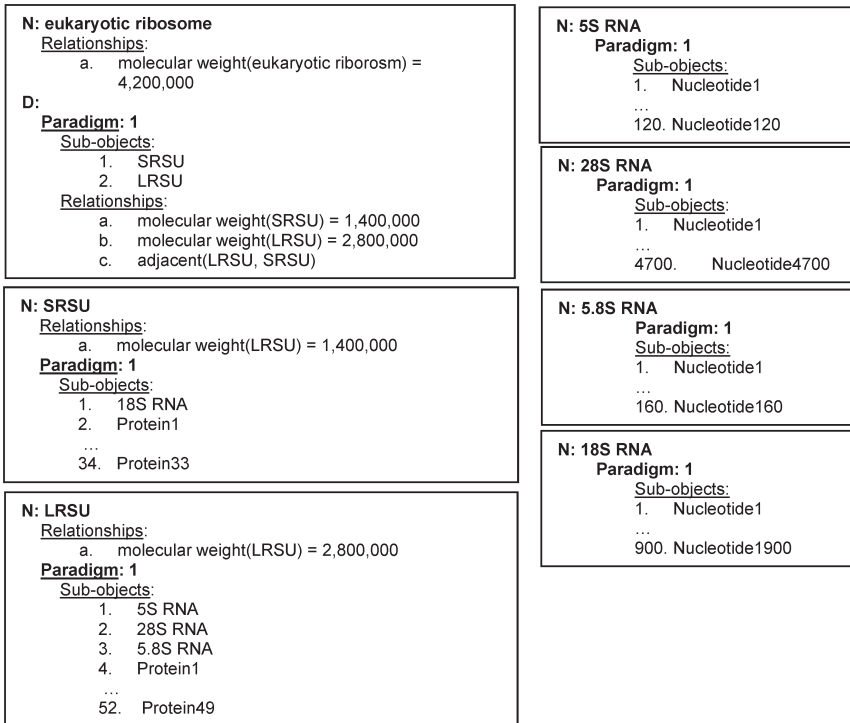 N: eukaryotic ribosome
Relationships:
a. molecular weight(eukaryotic riborosm) =
4,200,000
D:
Paradigm: 1
Sub-objects:
1. SRSU
2. LRSU
Relationships:
a. molecular weight(SRSU) = 1,400,000
b. molecular weight(LRSU) = 2,800,000
c. adjacent(LRSU, SRSU)
N: SRSU
Relationships:
a. molecular weight(LRSU) = 1,400,000
Paradigm: 1
Sub-objects:
1. 18S RNA
2. Protein1
...
34. Protein33
N: LRSU
Relationships:
a. molecular weight(LRSU) = 2,800,000
Paradigm: 1
Sub-objects:
1. 5S RNA
2. 28S RNA
3. 5.8S RNA
4. Protein1
...
52. Protein49
N: 5S RNA
Paradigm: 1
Sub-objects:
1. Nucleotide1
...
120. Nucleotide120
N: 28S RNA
Paradigm: 1
Sub-objects:
1. Nucleotide1
...
4700. Nucleotide4700
N: 5.8S RNA
Paradigm: 1
Sub-objects:
1. Nucleotide1
...
160. Nucleotide160
N: 18S RNA
Paradigm: 1
Sub-objects:
1. Nucleotide1
...
900. Nucleotide1900